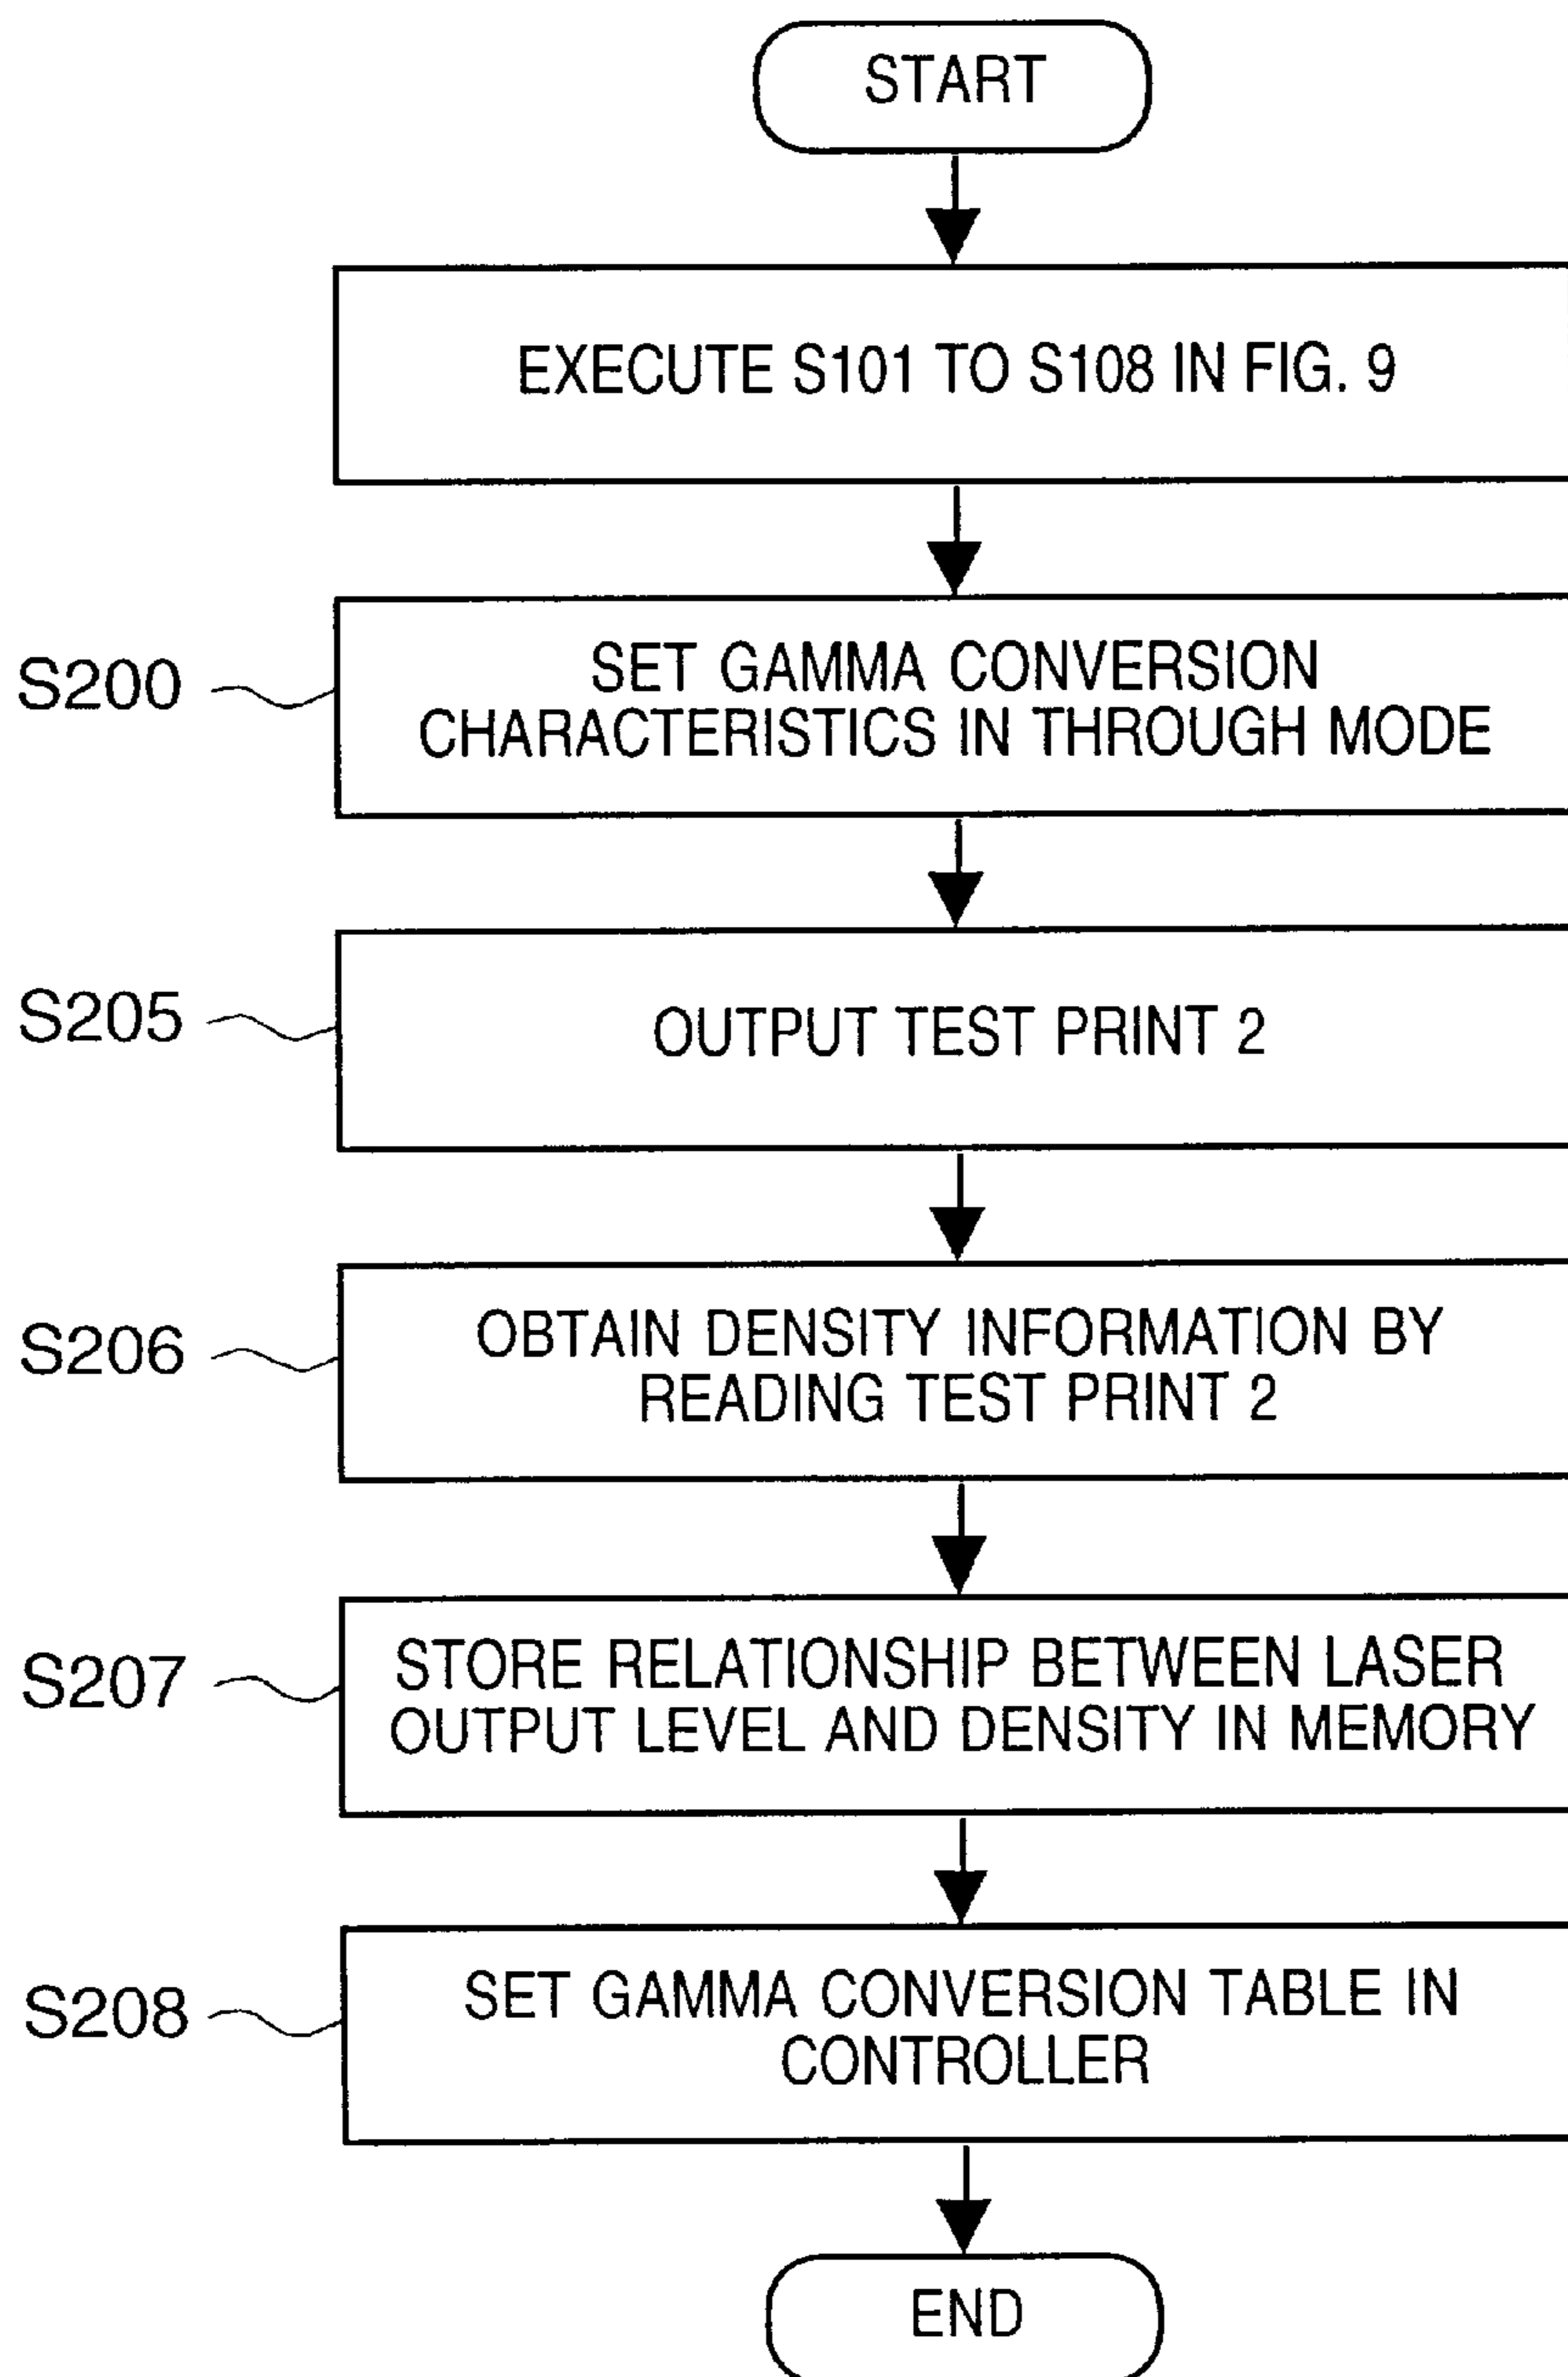 START
EXECUTE S101 TO S108 IN FIG. 9
S200
SET GAMMA CONVERSION
CHARACTERISTICS IN THROUGH MODE
S205
OUTPUT TEST PRINT 2
S206
OBTAIN DENSITY INFORMATION BY
READING TEST PRINT 2
S207
STORE RELATIONSHIP BETWEEN LASER
OUTPUT LEVEL AND DENSITY IN MEMORY
S208
SET GAMMA CONVERSION TABLE IN
CONTROLLER
END